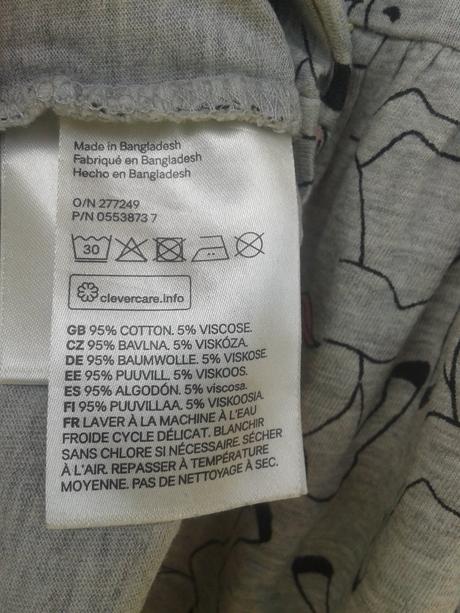 Made in Bangladesh
Fabriqué en Bangladesh
Hecho en Bangladesh
O/N 277249
P/N 0553873 7
30
clevercare.info
GB 95% COTTON. 5% VISCOSE.
CZ 95% BAVLNA. 5% VISKÓZA.
DE 95% BAUMWOLLE. 5% VISKOSE.
EE 95% PUUVILL. 5% VISKOOS.
ES 95% ALGODÓN. 5% viscosa.
FI 95% PUUVILLAA. 5% VISKOOSIA.
FR LAVER À LA MACHINE À L'EAU
FROIDE CYCLE DÉLICAT. BLANCHIR
SANS CHLORE SI NÉCESSAIRE. SÉCHER
À L'AIR. REPASSER À TEMPÉRATURE
MOYENNE. PAS DE NETTOYAGE À SEC.